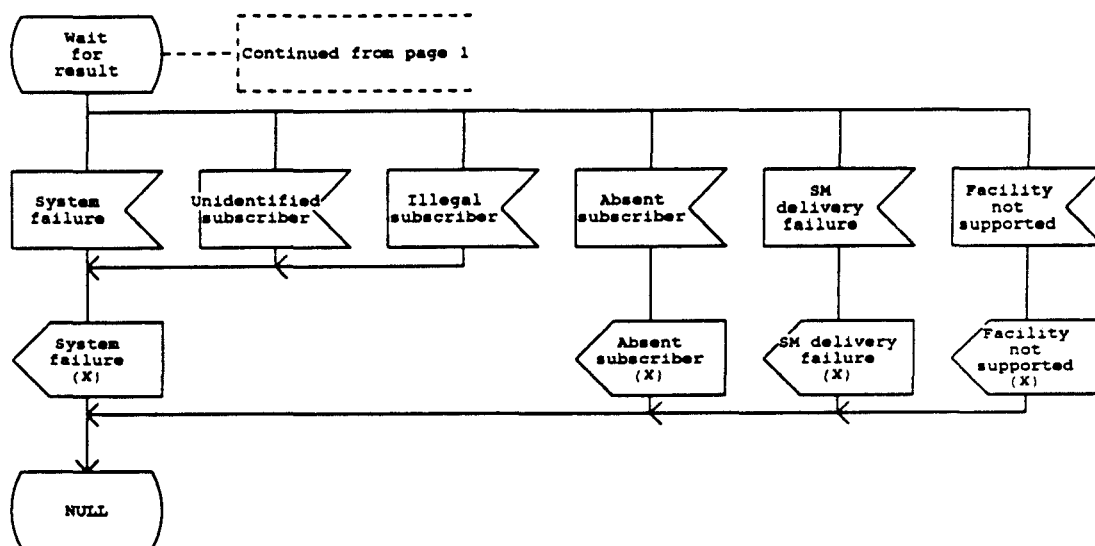 Wait
for
result
Continued from page 1
System
failure
Unidentified
subscriber
Illegal
subscriber
Absent
subscriber
SM
delivery
failure
Facility
not
supported
System
failure
(X)
Absent
subscriber
(X)
SM delivery
failure
(X)
Facility
not
supported
(X)
NULL